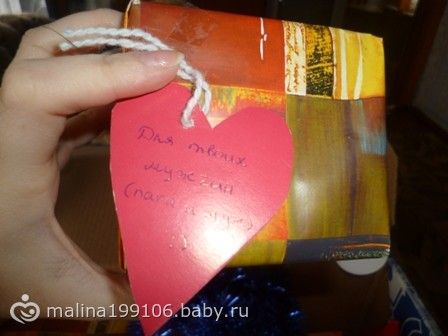 Для твоих
мужчин
(папа и муж)
:)
malina199106.baby.ru